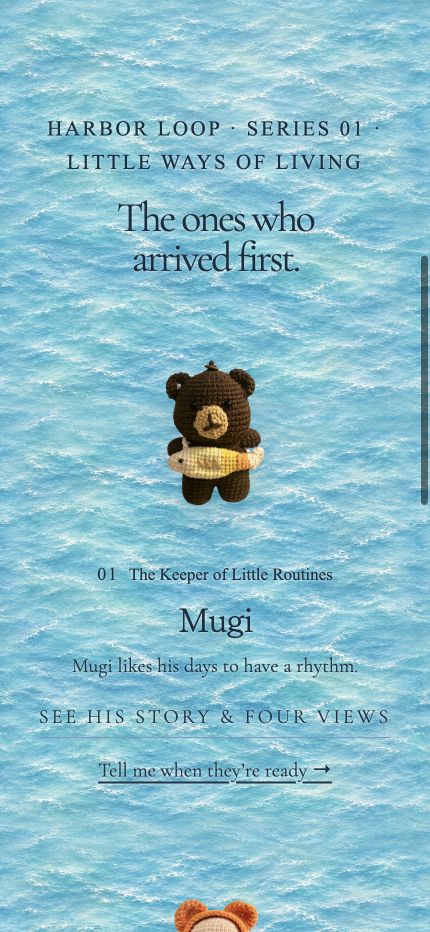 HARBOR LOOP · SERIES 01 ·
LITTLE WAYS OF LIVING
The ones who
arrived first.
01 The Keeper of Little Routines
Mugi
Mugi likes his days to have a rhythm.
SEE HIS STORY & FOUR VIEWS
Tell me when they’re ready →